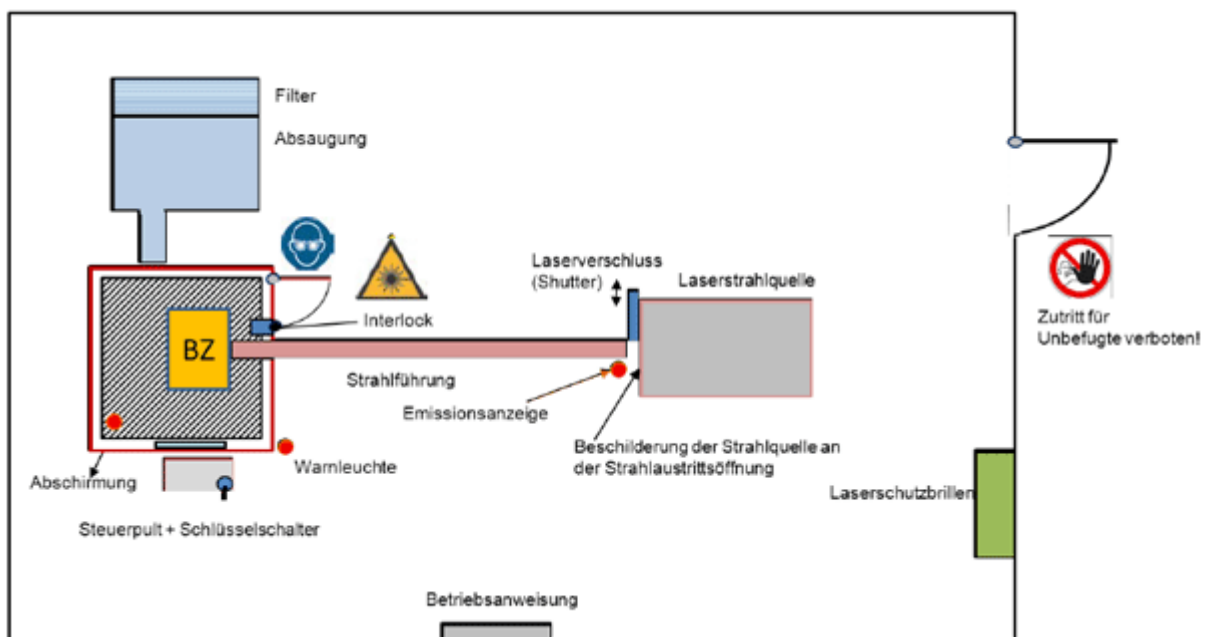 Filter
Absaugung
Laserverschluss
(Shutter)
Laserstrahlquelle
Interlock
Zutritt für
Unbefugte verboten!
BZ
Strahlführung
Emissionsanzeige
Beschilderung der Strahlquelle an
der Strahlaustrittsöffnung
Warnleuchte
Abschirmung
Laserschutzbrillen
Steuerpult + Schlüsselschalter
Betriebsanweisung